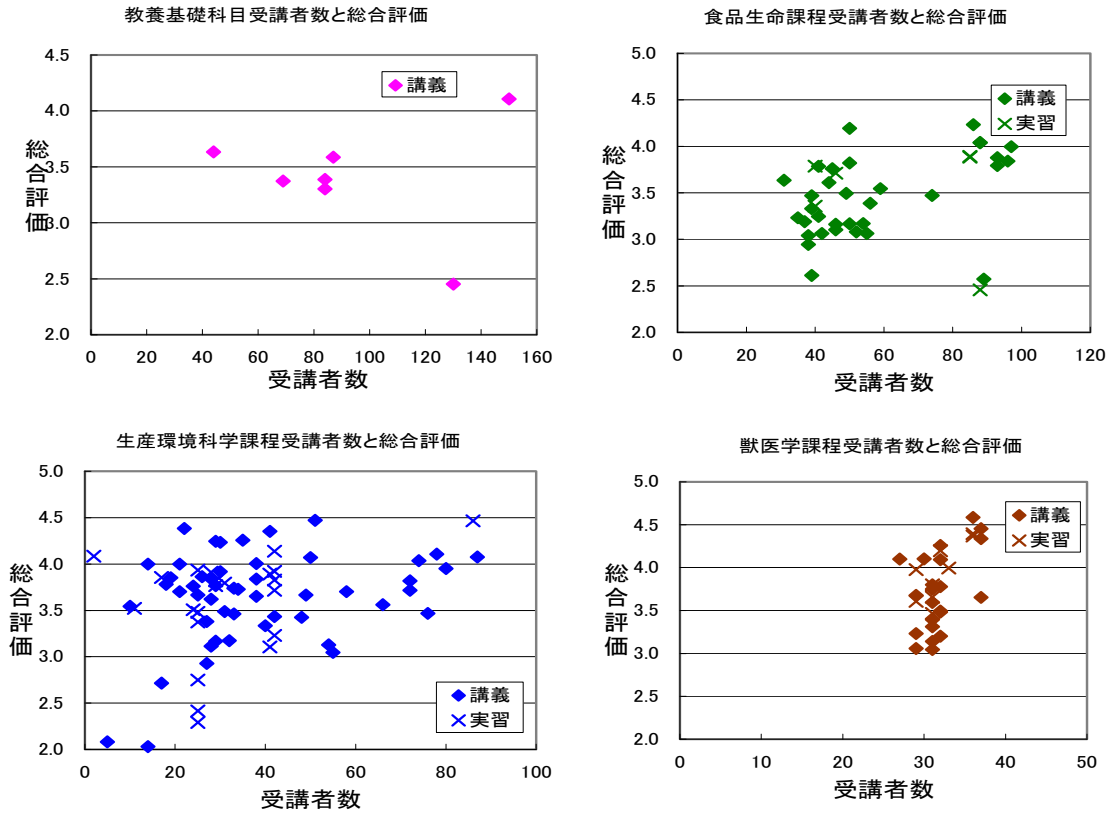 教養基礎科目受講者数と総合評価
4.5
4.0
3.5
3.0
2.5
2.0
総合評価
講義
0 20 40 60 80 100 120 140 160
受講者数
食品生命課程受講者数と総合評価
5.0
4.5
4.0
3.5
3.0
2.5
2.0
総合評価
講義
実習
0 20 40 60 80 100 120
受講者数
生産環境科学課程受講者数と総合評価
5.0
4.5
4.0
3.5
3.0
2.5
2.0
総合評価
講義
実習
0 20 40 60 80 100
受講者数
獣医学課程受講者数と総合評価
5.0
4.5
4.0
3.5
3.0
2.5
2.0
総合評価
講義
実習
0 10 20 30 40 50
受講者数